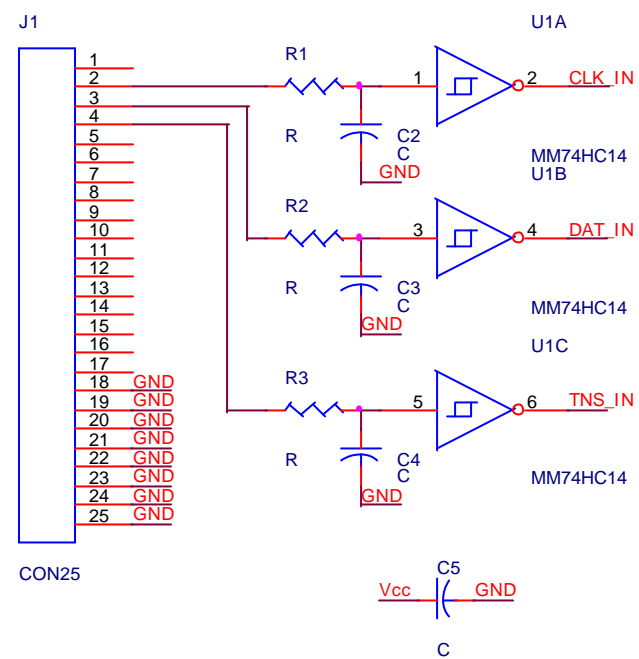 J1
U1A
1
2
3
4
5
6
7
8
9
10
11
12
13
14
15
16
17
18 GND
19 GND
20 GND
21 GND
22 GND
23 GND
24 GND
25 GND
CON25
R1
R
C2
C
GND
1
2 CLK_IN
MM74HC14
U1B
R2
R
C3
C
GND
3
4 DAT_IN
MM74HC14
U1C
R3
R
C4
C
GND
5
6 TNS_IN
MM74HC14
C5
Vcc GND
C